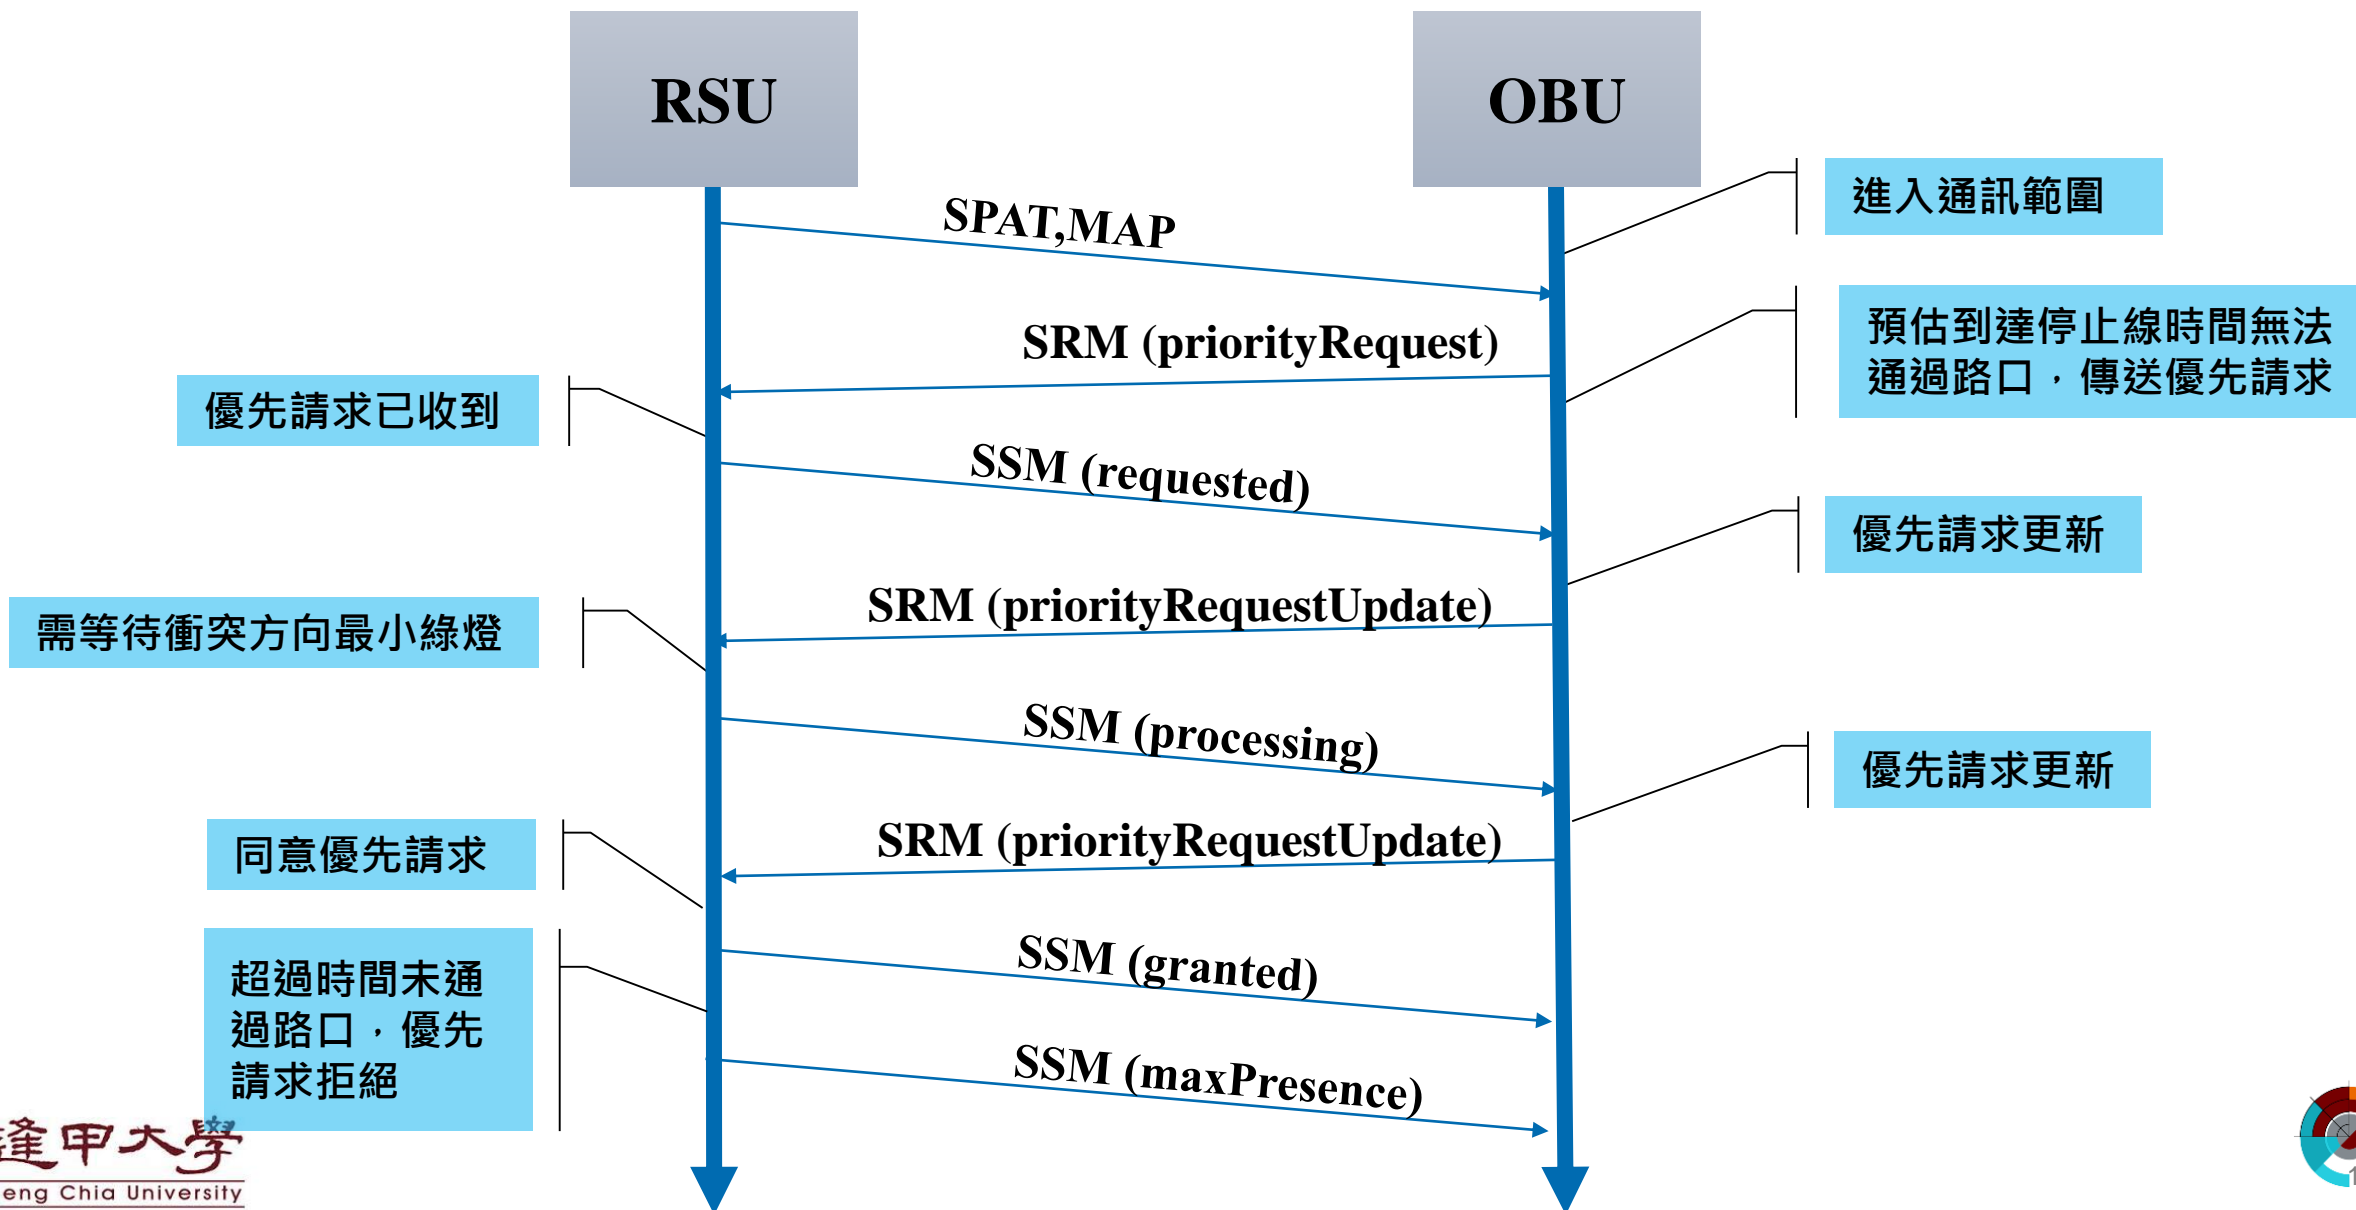 RSU
OBU
進入通訊範圍
SPAT,MAP
預估到達停止線時間無法
通過路口，傳送優先請求
SRM (priorityRequest)
優先請求已收到
SSM (requested)
優先請求更新
SRM (priorityRequestUpdate)
需等待衝突方向最小綠燈
SSM (processing)
優先請求更新
SRM (priorityRequestUpdate)
同意優先請求
SSM (granted)
超過時間未通
過路口，優先
請求拒絕
SSM (maxPresence)
逢甲大學
eng Chia University
1